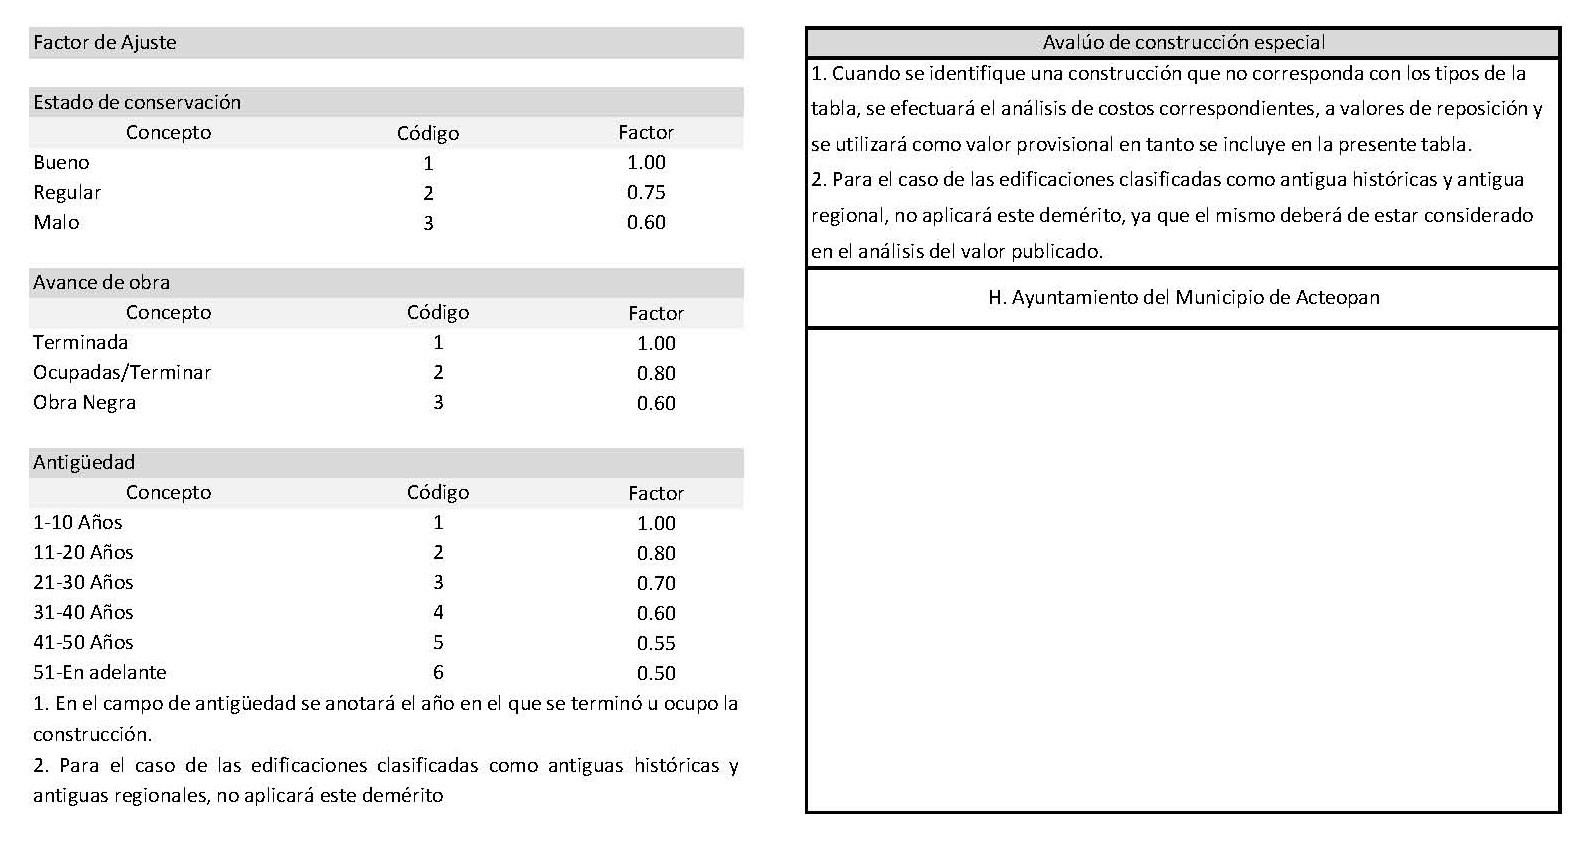 Factor de Ajuste
Estado de conservación
Concepto Código Factor
Bueno 1 1.00
Regular 2 0.75
Malo 3 0.60
Avance de obra
Concepto Código Factor
Terminada 1 1.00
Ocupadas/Terminar 2 0.80
Obra Negra 3 0.60
Antigüedad
Concepto Código Factor
1-10 Años 1 1.00
11-20 Años 2 0.80
21-30 Años 3 0.70
31-40 Años 4 0.60
41-50 Años 5 0.55
51-En adelante 6 0.50
1. En el campo de antigüedad se anotará el año en el que se terminó u ocupo la
construcción.
2. Para el caso de las edificaciones clasificadas como antiguas históricas y
antiguas regionales, no aplicará este demérito
Avalúo de construcción especial
1. Cuando se identifique una construcción que no corresponda con los tipos de la
tabla, se efectuará el análisis de costos correspondientes, a valores de reposición y
se utilizará como valor provisional en tanto se incluye en la presente tabla.
2. Para el caso de las edificaciones clasificadas como antigua históricas y antigua
regional, no aplicará este demérito, ya que el mismo deberá de estar considerado
en el análisis del valor publicado.
H. Ayuntamiento del Municipio de Acteopan